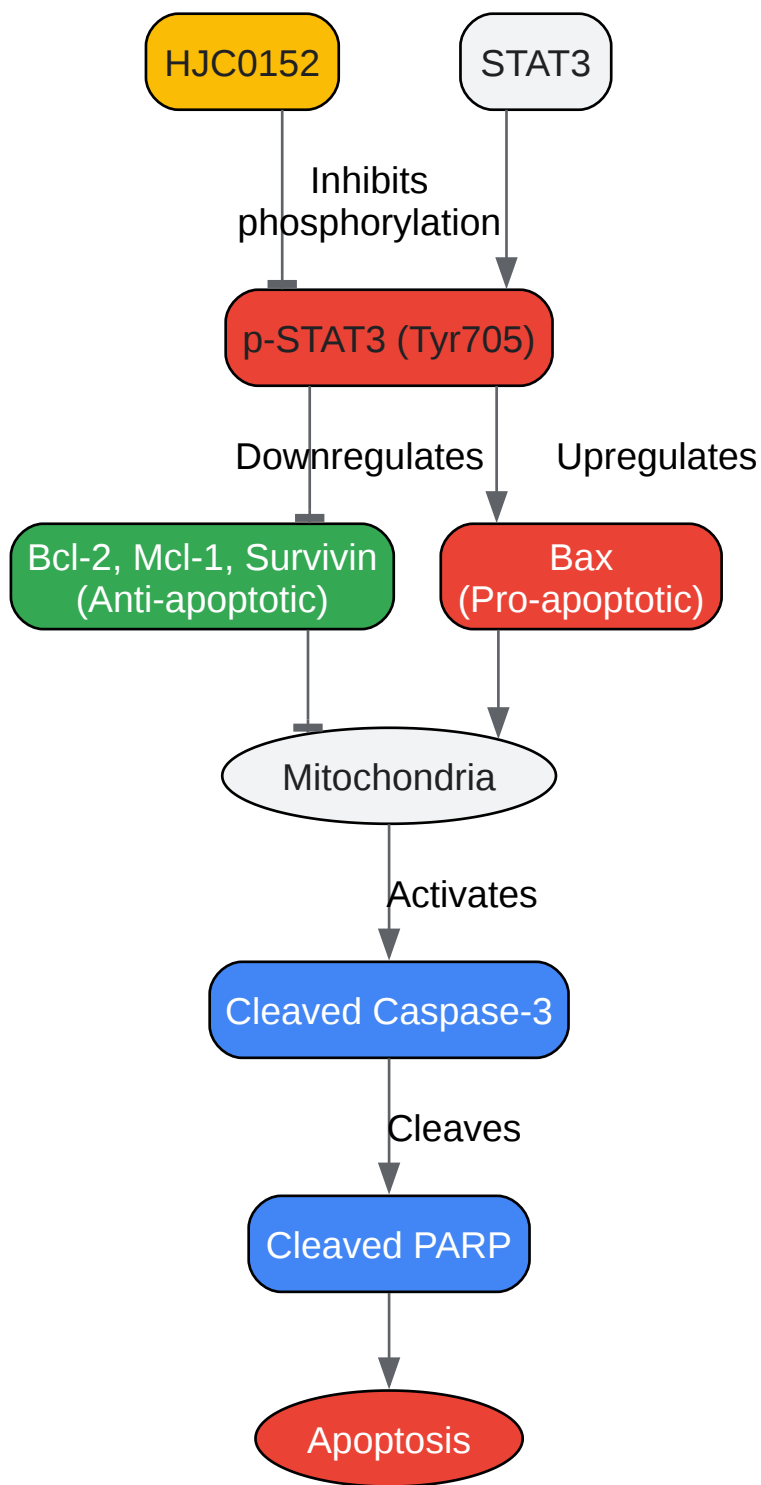 HJC0152
STAT3
Inhibits
phosphorylation
p-STAT3 (Tyr705)
Downregulates
Upregulates
Bcl-2, Mcl-1, Survivin
(Anti-apoptotic)
Bax
(Pro-apoptotic)
Mitochondria
Activates
Cleaved Caspase-3
Cleaves
Cleaved PARP
Apoptosis